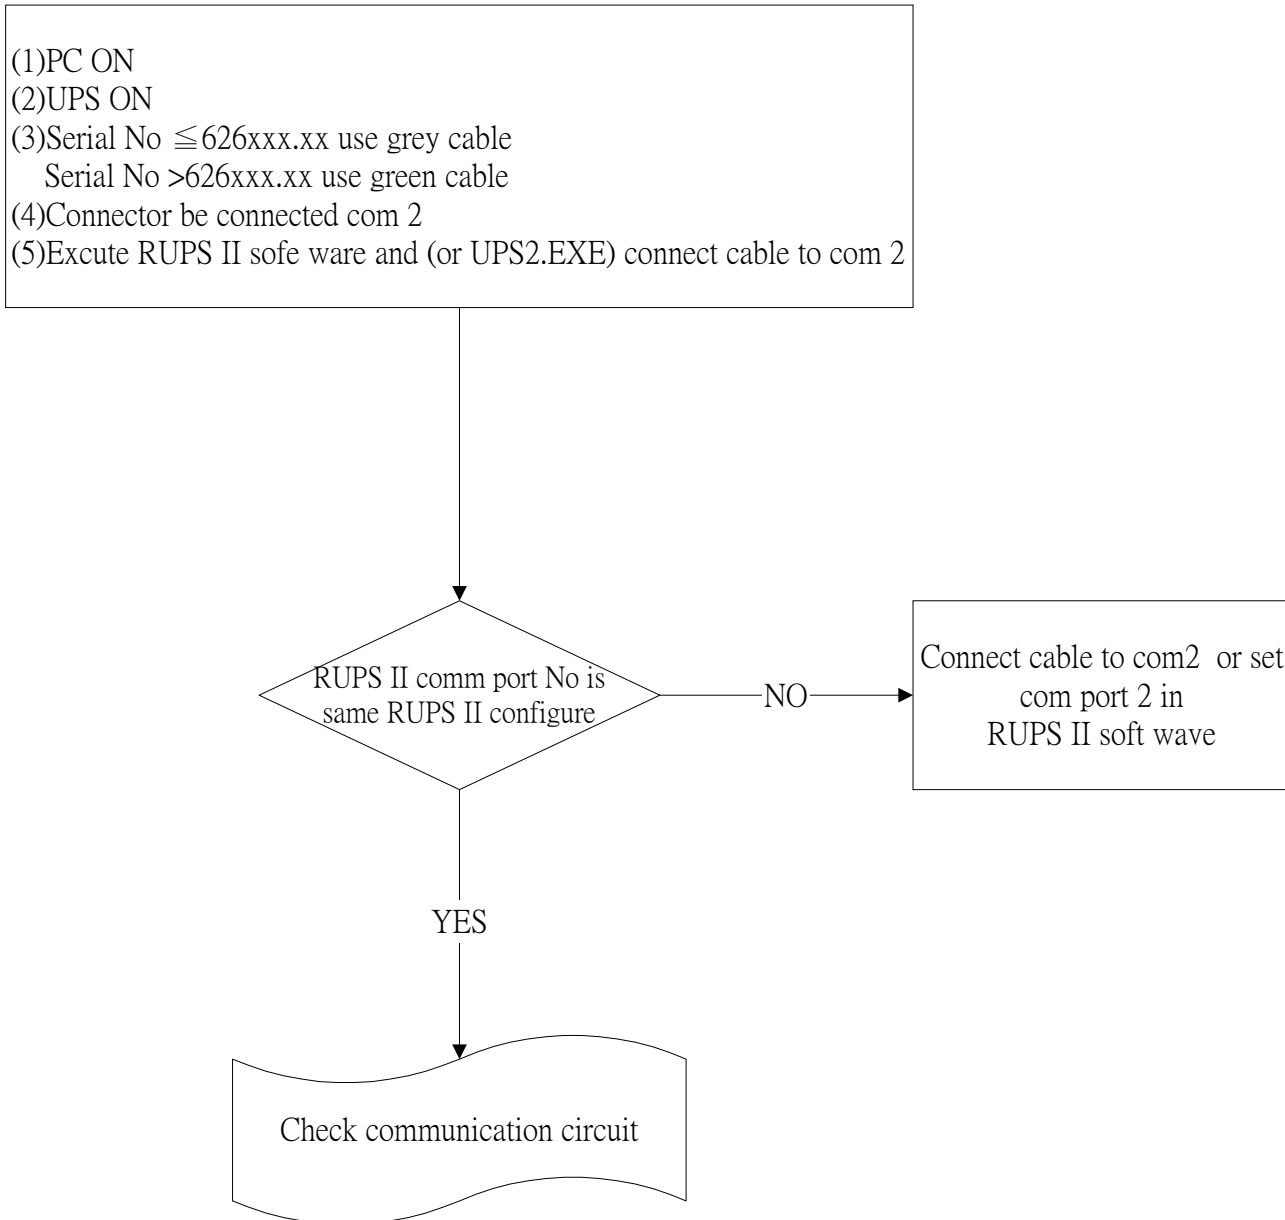 (1)PC ON
(2)UPS ON
(3)Serial No ≦626xxx.xx use grey cable
Serial No >626xxx.xx use green cable
(4)Connector be connected com 2
(5)Excute RUPS II sofe ware and (or UPS2.EXE) connect cable to com 2
RUPS II comm port No is
same RUPS II configure
NO
Connect cable to com2  or set
com port 2 in
RUPS II soft wave
YES
Check communication circuit